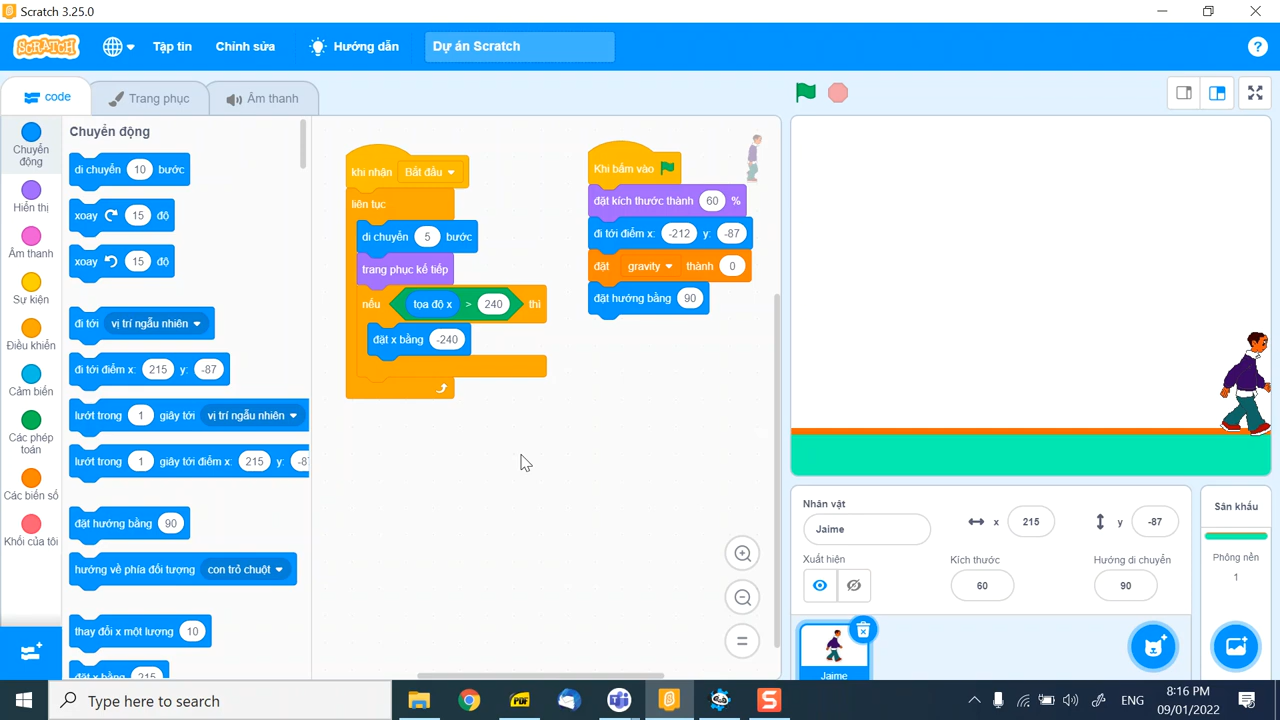 Scratch 3.25.0
SCRATCH
Tập tin
Chỉnh sửa
Hướng dẫn
Dự án Scratch
?
code
Trang phục
Âm thanh
Chuyển động
Hiển thị
Âm thanh
Sự kiện
Điều khiển
Cảm biến
Các phép toán
Các biến số
Khối của tôi
Chuyển động
di chuyển 10 bước
xoay 15 độ
xoay 15 độ
đi tới vị trí ngẫu nhiên
đi tới điểm x: 215 y: -87
lướt trong 1 giây tới vị trí ngẫu nhiên
lướt trong 1 giây tới điểm x: 215 y: -8
đặt hướng bằng 90
hướng về phía đối tượng con trỏ chuột
thay đổi x một lượng 10
đặt x bằng 215
khi nhận Bắt đầu
liên tục
di chuyển 5 bước
trang phục kế tiếp
nếu tọa độ x > 240 thì
đặt x bằng -240
Khi bấm vào
đặt kích thước thành 60 %
đi tới điểm x: -212 y: -87
đặt gravity thành 0
đặt hướng bằng 90
Nhân vật
Jaime
x 215
y -87
Xuất hiện
Kích thước
60
Hướng di chuyển
90
Jaime
Sân khấu
Phông nền
1
Type here to search
PDF
ENG
8:16 PM
09/01/2022